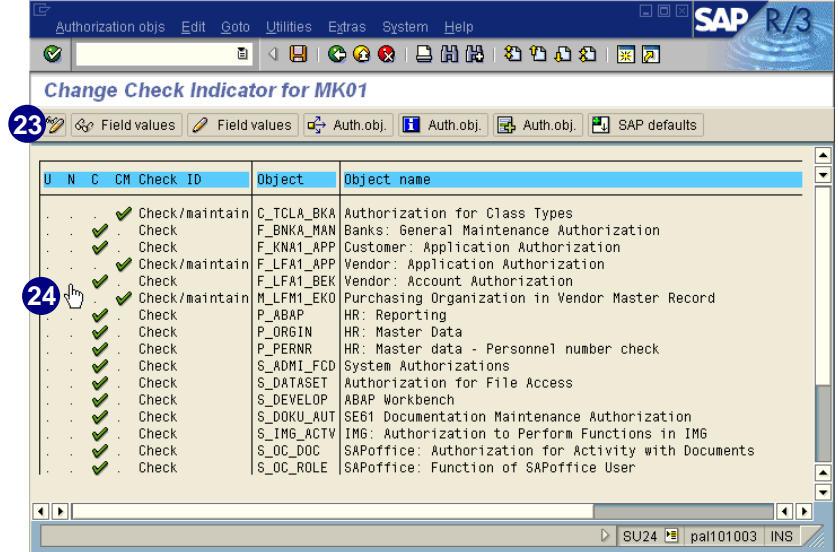 Authorization objs Edit Goto Utilities Extras System Help
SAP R/3
Change Check Indicator for MK01
23 Field values Field values Auth.obj. Auth.obj. Auth.obj. SAP defaults
U N C CM Check ID Object Object name
. . . Check/maintain C_TCLA_BKA Authorization for Class Types
. . . Check F_BNKA_MAN Banks: General Maintenance Authorization
. . . Check F_KNA1_APP Customer: Application Authorization
. . . Check/maintain F_LFA1_APP Vendor: Application Authorization
. . . Check F_LFA1_BEK Vendor: Account Authorization
24 . Check/maintain M_LFM1_EKO Purchasing Organization in Vendor Master Record
. . . Check P_ABAP HR: Reporting
. . . Check P_ORGIN HR: Master Data
. . . Check P_PERNR HR: Master data - Personnel number check
. . . Check S_ADMI_FCD System Authorizations
. . . Check S_DATASET Authorization for File Access
. . . Check S_DEVELOP ABAP Workbench
. . . Check S_DOKU_AUT SE61 Documentation Maintenance Authorization
. . . Check S_IMG_ACTV IMG: Authorization to Perform Functions in IMG
. . . Check S_OC_DOC SAPoffice: Authorization for Activity with Documents
. . . Check S_OC_ROLE SAPoffice: Function of SAPoffice User
SU24 pal101003 INS